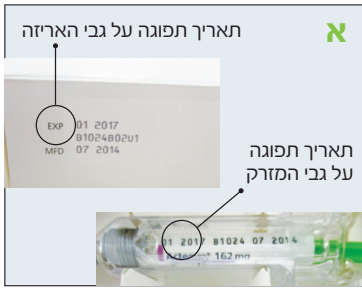 א
תאריך תפוגה על גבי האריזה
EXP 01 2017
B1024B02U1
MFD 07 2014
תאריך תפוגה
על גבי המזרק
01 2017 B1024 07 2014
162 mg